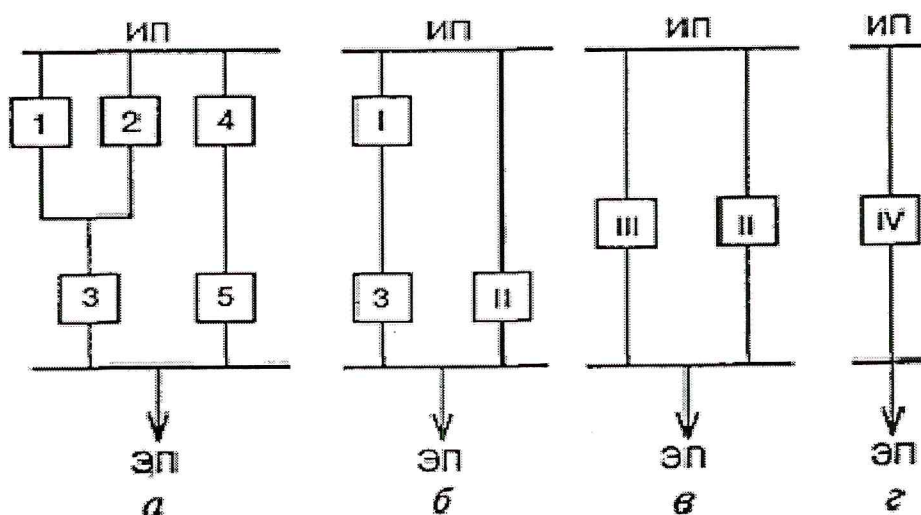 ИП ИП ИП ИП
1 2 4 I
III II IV
3 5 3 II
ЭП ЭП ЭП ЭП
а б в г